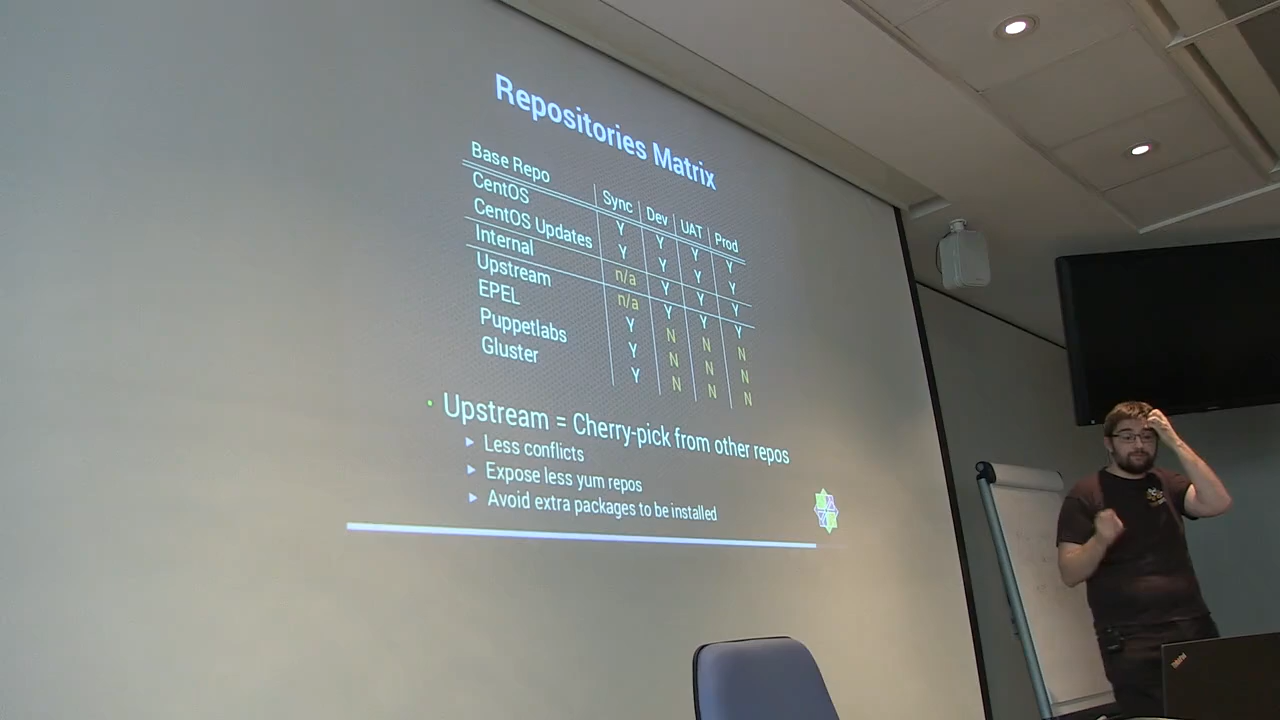 Repositories Matrix
Base Repo | Sync | Dev | UAT | Prod
CentOS Y Y Y Y
CentOS Updates Y Y Y Y
Internal n/a Y Y Y
Upstream n/a Y Y Y
EPEL Y N N N
Puppetlabs Y N N N
Gluster Y N N N
• Upstream = Cherry-pick from other repos
▸ Less conflicts
▸ Expose less yum repos
▸ Avoid extra packages to be installed
ThinkPad